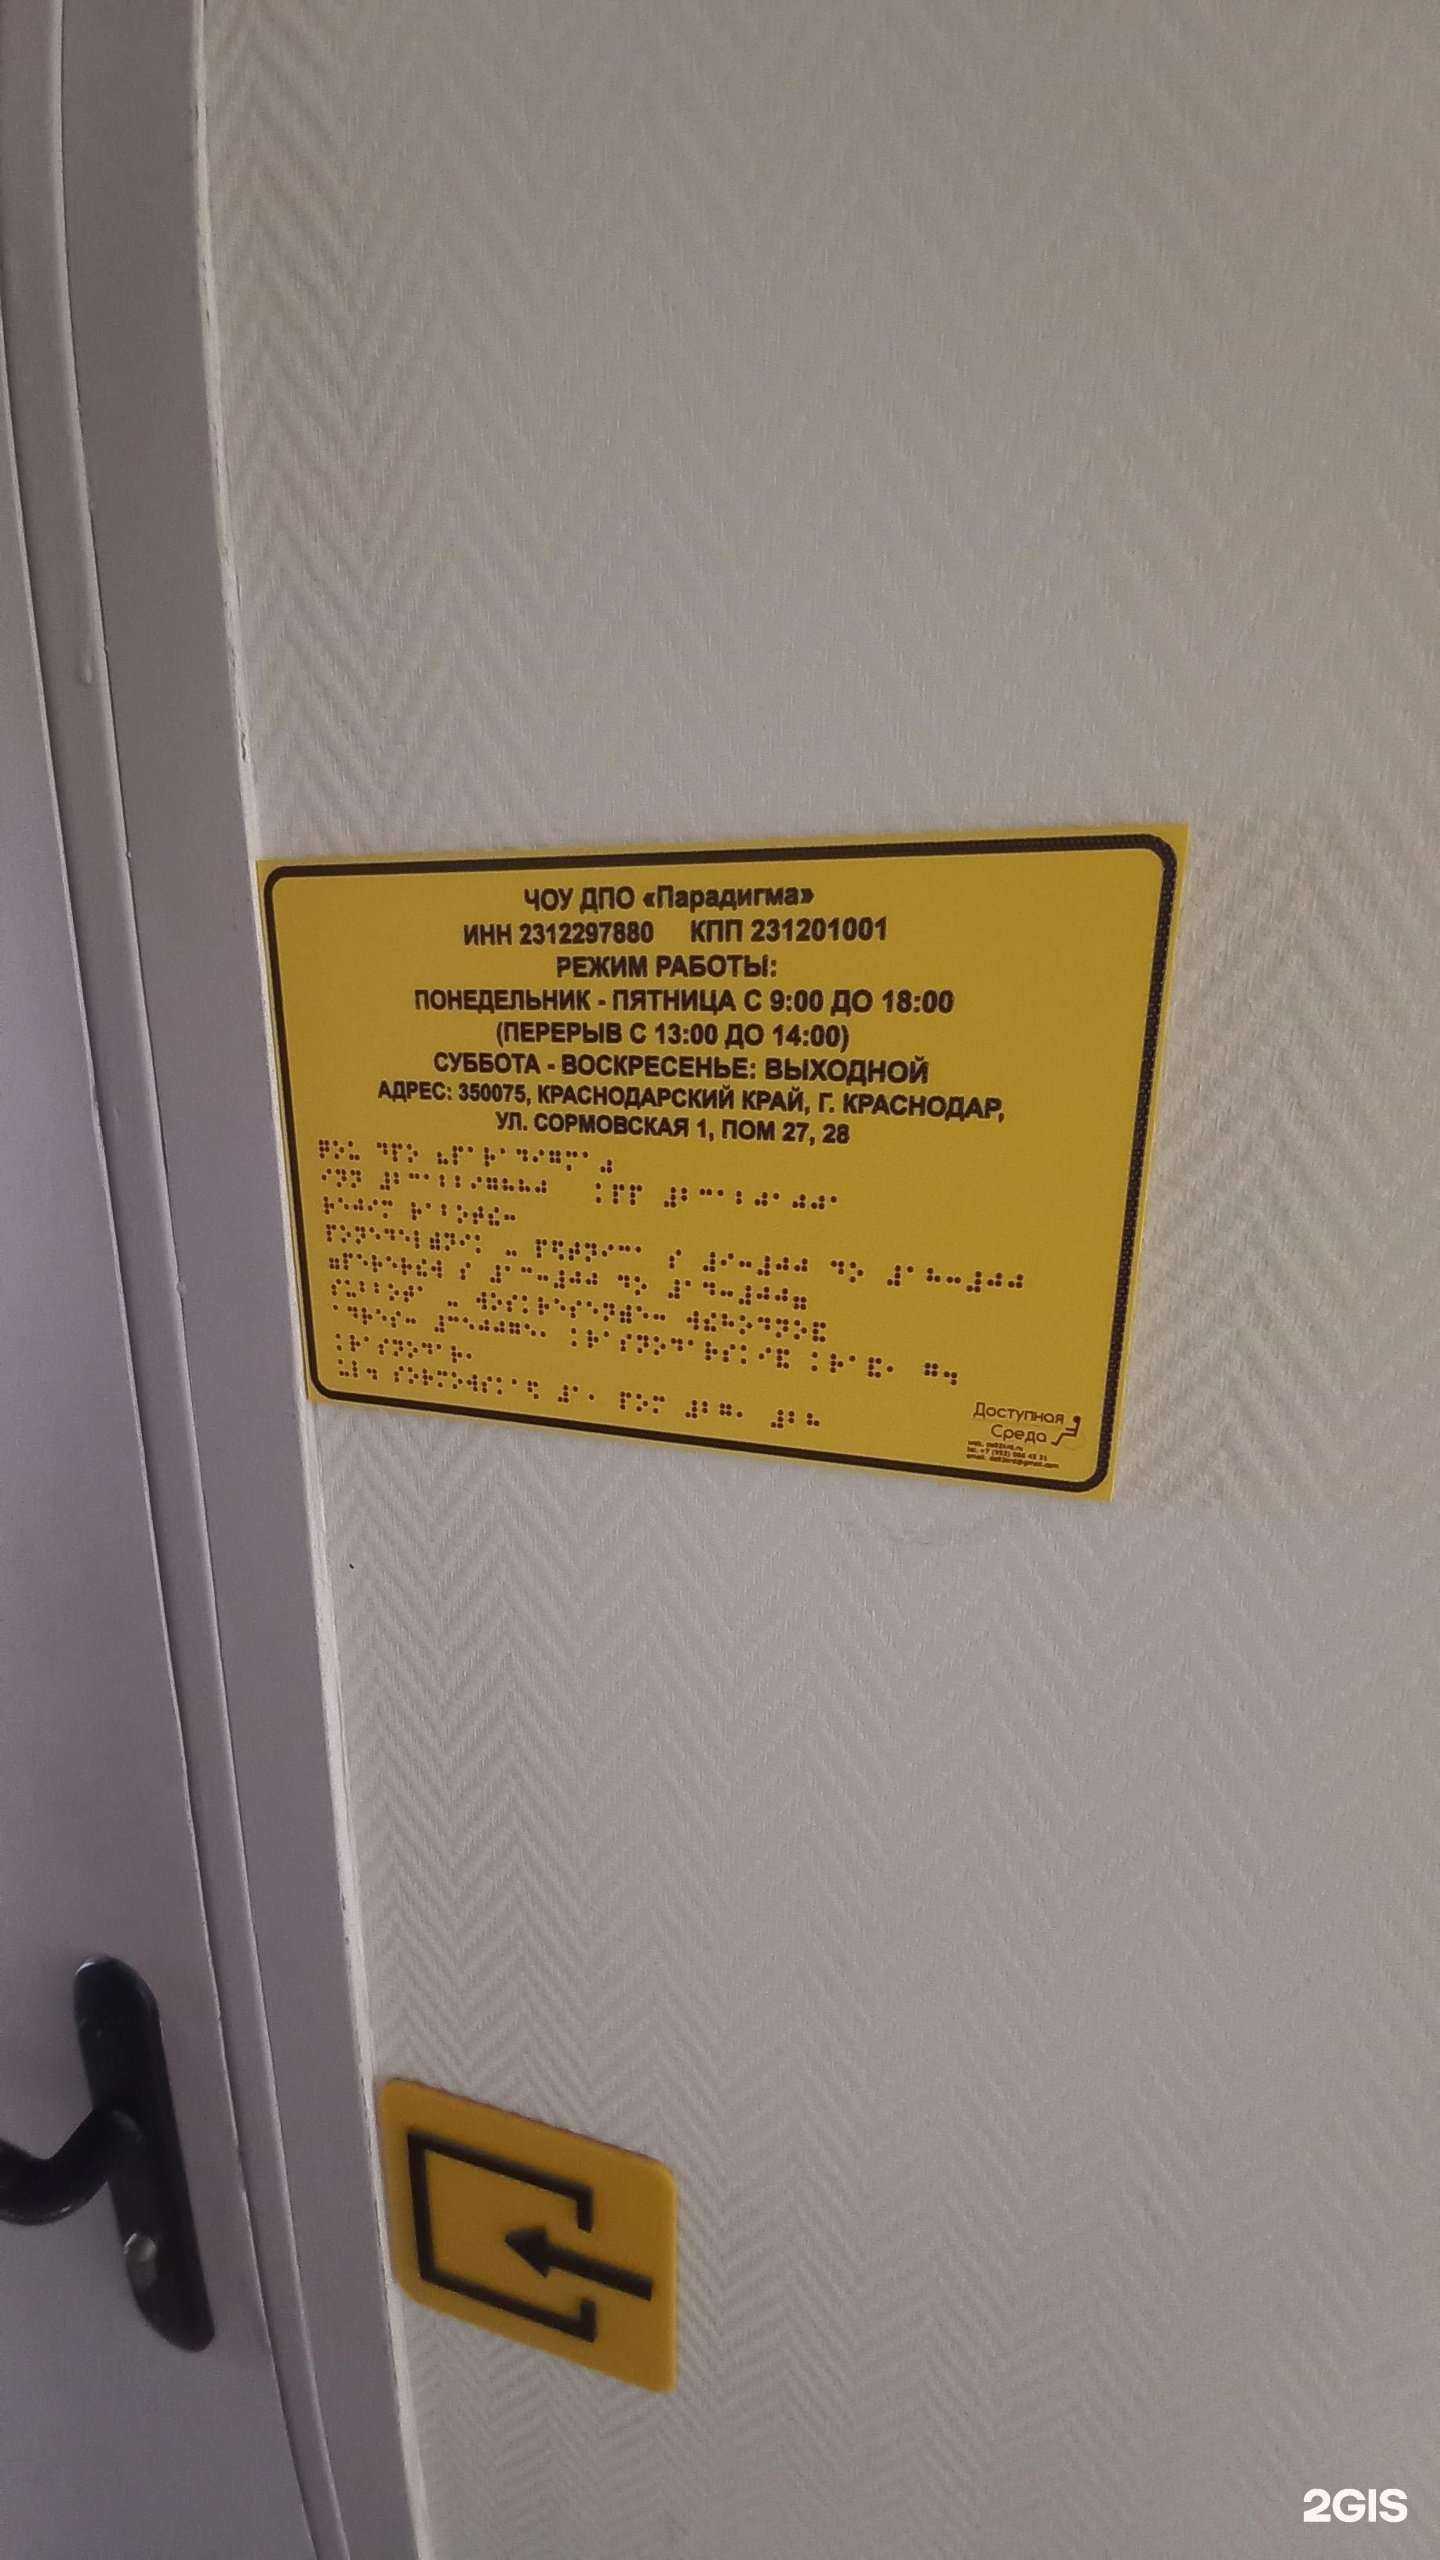 ЧОУ ДПО «Парадигма»
ИНН 2312297880 КПП 231201001
РЕЖИМ РАБОТЫ:
ПОНЕДЕЛЬНИК - ПЯТНИЦА С 9:00 ДО 18:00
(ПЕРЕРЫВ С 13:00 ДО 14:00)
СУББОТА - ВОСКРЕСЕНЬЕ: ВЫХОДНОЙ
АДРЕС: 350075, КРАСНОДАРСКИЙ КРАЙ, Г. КРАСНОДАР,
УЛ. СОРМОВСКАЯ 1, ПОМ 27, 28
Доступная
Среда
2GIS